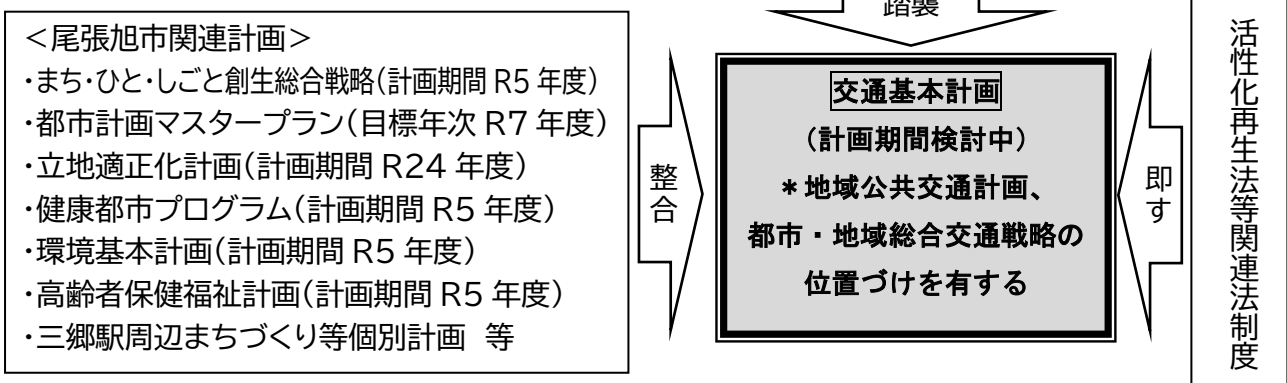 踏襲
<尾張旭市関連計画>
・まち・ひと・しごと創生総合戦略(計画期間 R5 年度)
・都市計画マスタープラン(目標年次 R7 年度)
・立地適正化計画(計画期間 R24 年度)
・健康都市プログラム(計画期間 R5 年度)
・環境基本計画(計画期間 R5 年度)
・高齢者保健福祉計画(計画期間 R5 年度)
・三郷駅周辺まちづくり等個別計画 等
整合
交通基本計画
(計画期間検討中)
*地域公共交通計画、
都市・地域総合交通戦略の
位置づけを有する
即す
活性化再生法等関連法制度